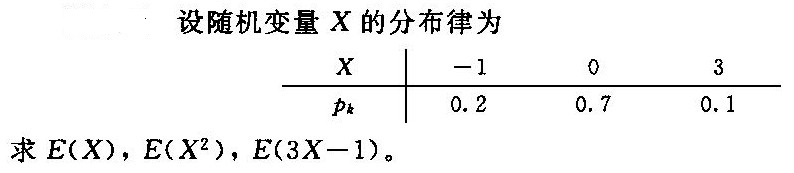 设随机变量 X 的分布律为
X －1 0 3
pₖ 0.2 0.7 0.1
求 E(X)，E(X²)，E(3X－1)。